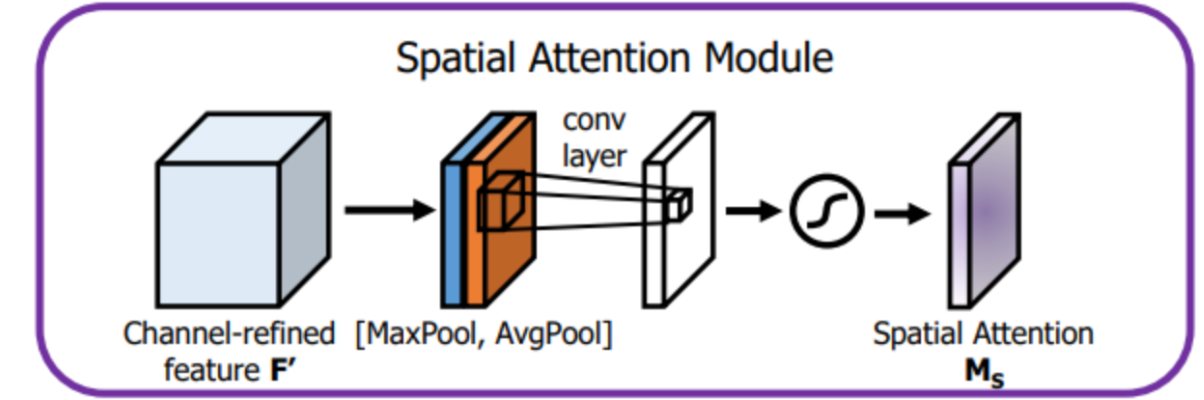 Spatial Attention Module
conv
layer
Channel-refined
feature F′
[MaxPool, AvgPool]
Spatial Attention
Ms